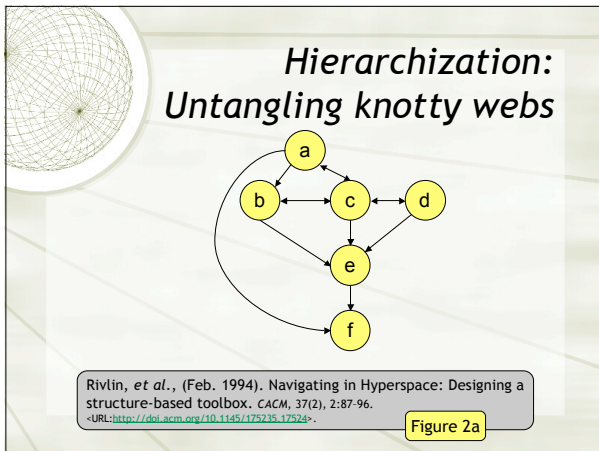 Hierarchization:
Untangling knotty webs
a
b
c
d
e
f
Rivlin, et al., (Feb. 1994). Navigating in Hyperspace: Designing a
structure-based toolbox. CACM, 37(2), 2:87-96.
<URL:http://doi.acm.org/10.1145/175235.17524>.
Figure 2a